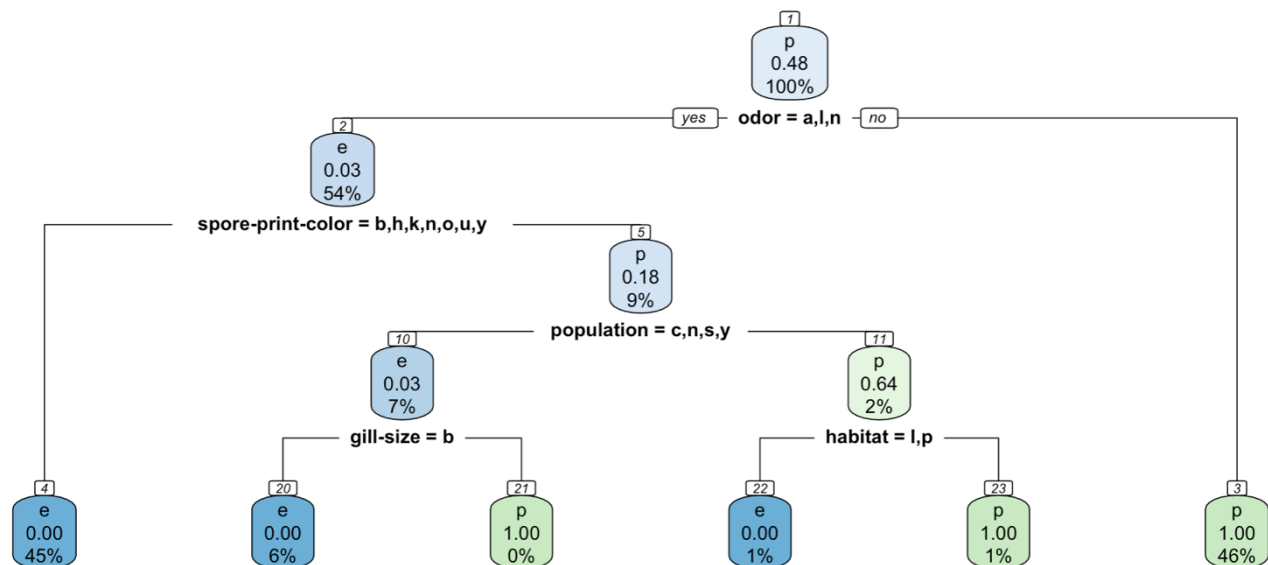 1
p
0.48
100%
yes odor = a,l,n no
2
e
0.03
54%
spore-print-color = b,h,k,n,o,u,y
5
p
0.18
9%
population = c,n,s,y
10
e
0.03
7%
11
p
0.64
2%
gill-size = b
habitat = l,p
4
e
0.00
45%
20
e
0.00
6%
21
p
1.00
0%
22
e
0.00
1%
23
p
1.00
1%
3
p
1.00
46%